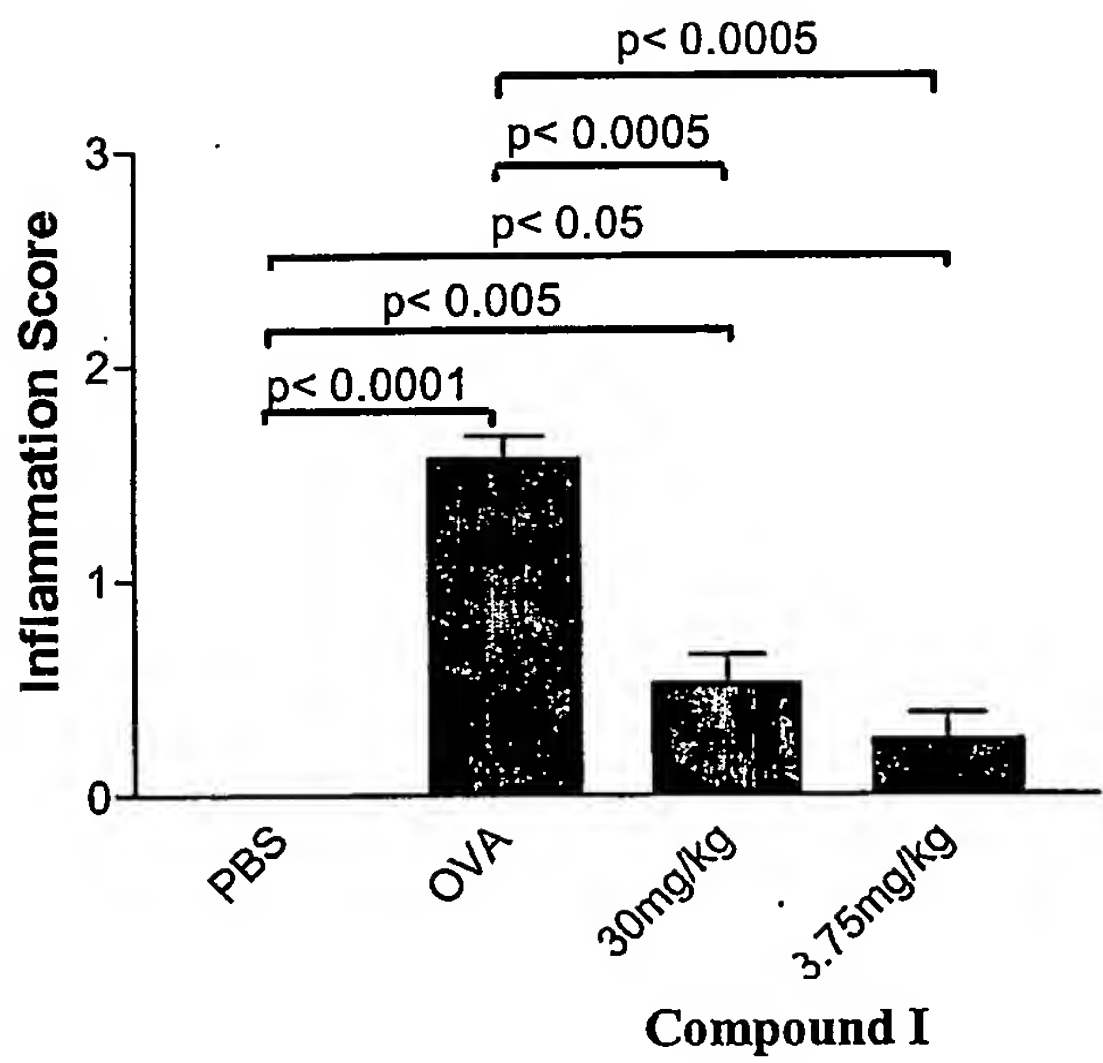 p< 0.0005
p< 0.0005
p< 0.05
p< 0.005
p< 0.0001
Inflammation Score
3
2
1
0
PBS
OVA
30mg/kg
3.75mg/kg
Compound I